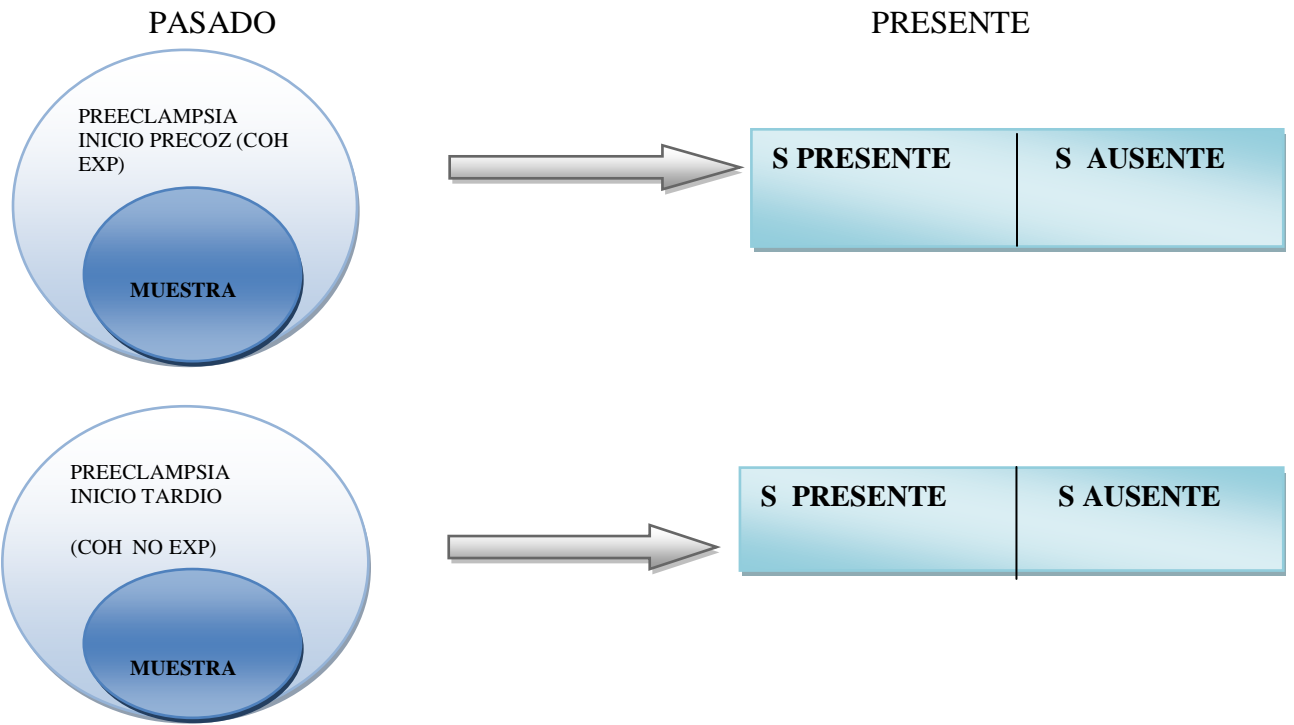 PASADO
PRESENTE
PREECLAMPSIA
INICIO PRECOZ (COH
EXP)
MUESTRA
S PRESENTE
S AUSENTE
PREECLAMPSIA
INICIO TARDIO
(COH NO EXP)
MUESTRA
S PRESENTE
S AUSENTE